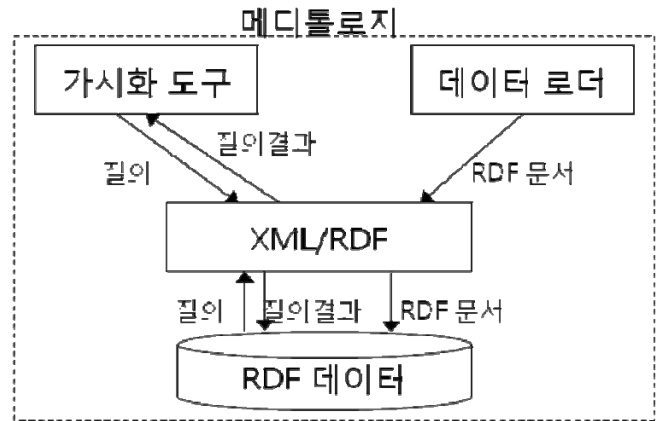 메디톨로지
가시화 도구
데이터 로더
질의결과
질의
RDF 문서
XML/RDF
질의
질의결과
RDF 문서
RDF 데이터